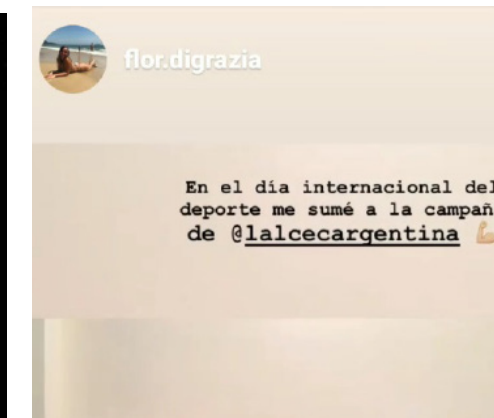 flor.digrazia
En el día internacional del
deporte me sumé a la campañ
de @lalcecargentina 💪🏼